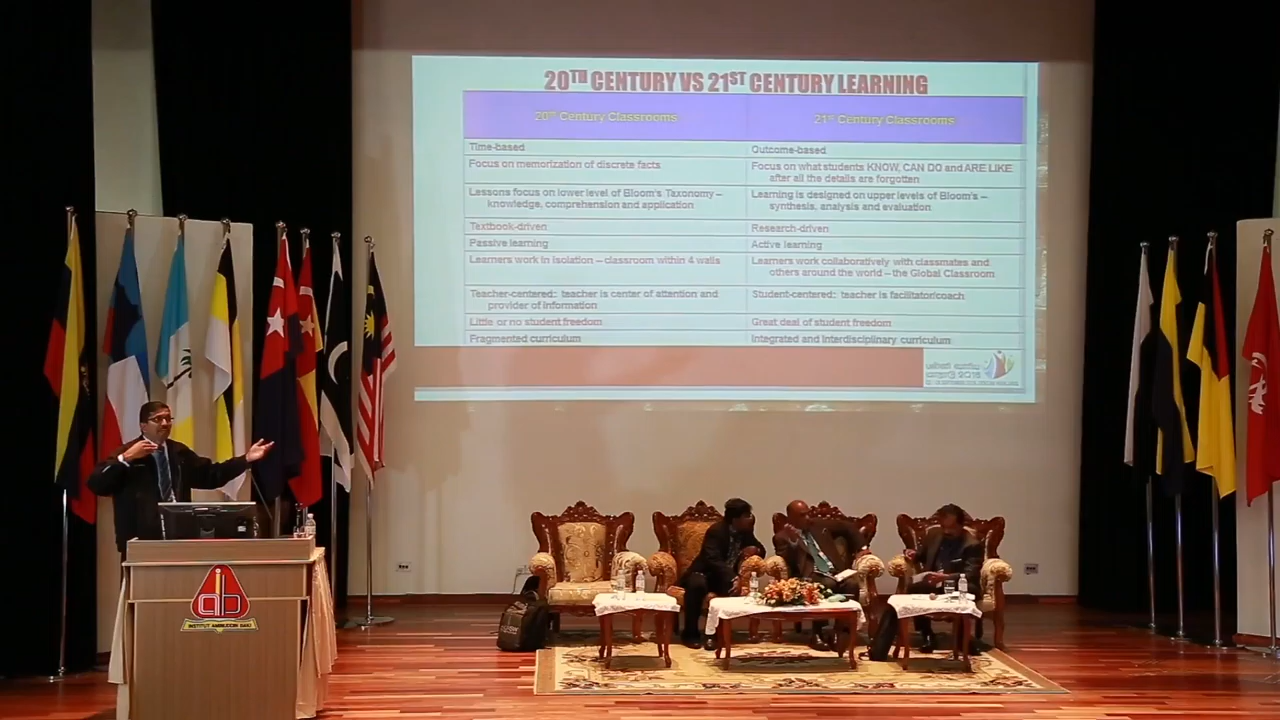 20TH CENTURY VS 21ST CENTURY LEARNING
20th Century Classrooms
21st Century Classrooms
Time-based
Outcome-based
Focus on memorization of discrete facts
Focus on what students KNOW, CAN DO and ARE LIKE
after all the details are forgotten
Lessons focus on lower level of Bloom's Taxonomy –
knowledge, comprehension and application
Learning is designed on upper levels of Bloom's –
synthesis, analysis and evaluation
Textbook-driven
Research-driven
Passive learning
Active learning
Learners work in isolation – classroom within 4 walls
Learners work collaboratively with classmates and
others around the world – the Global Classroom
Teacher-centered: teacher is center of attention and
provider of information
Student-centered: teacher is facilitator/coach
Little or no student freedom
Great deal of student freedom
Fragmented curriculum
Integrated and interdisciplinary curriculum
INSTITUT AMINUDDIN BAKI